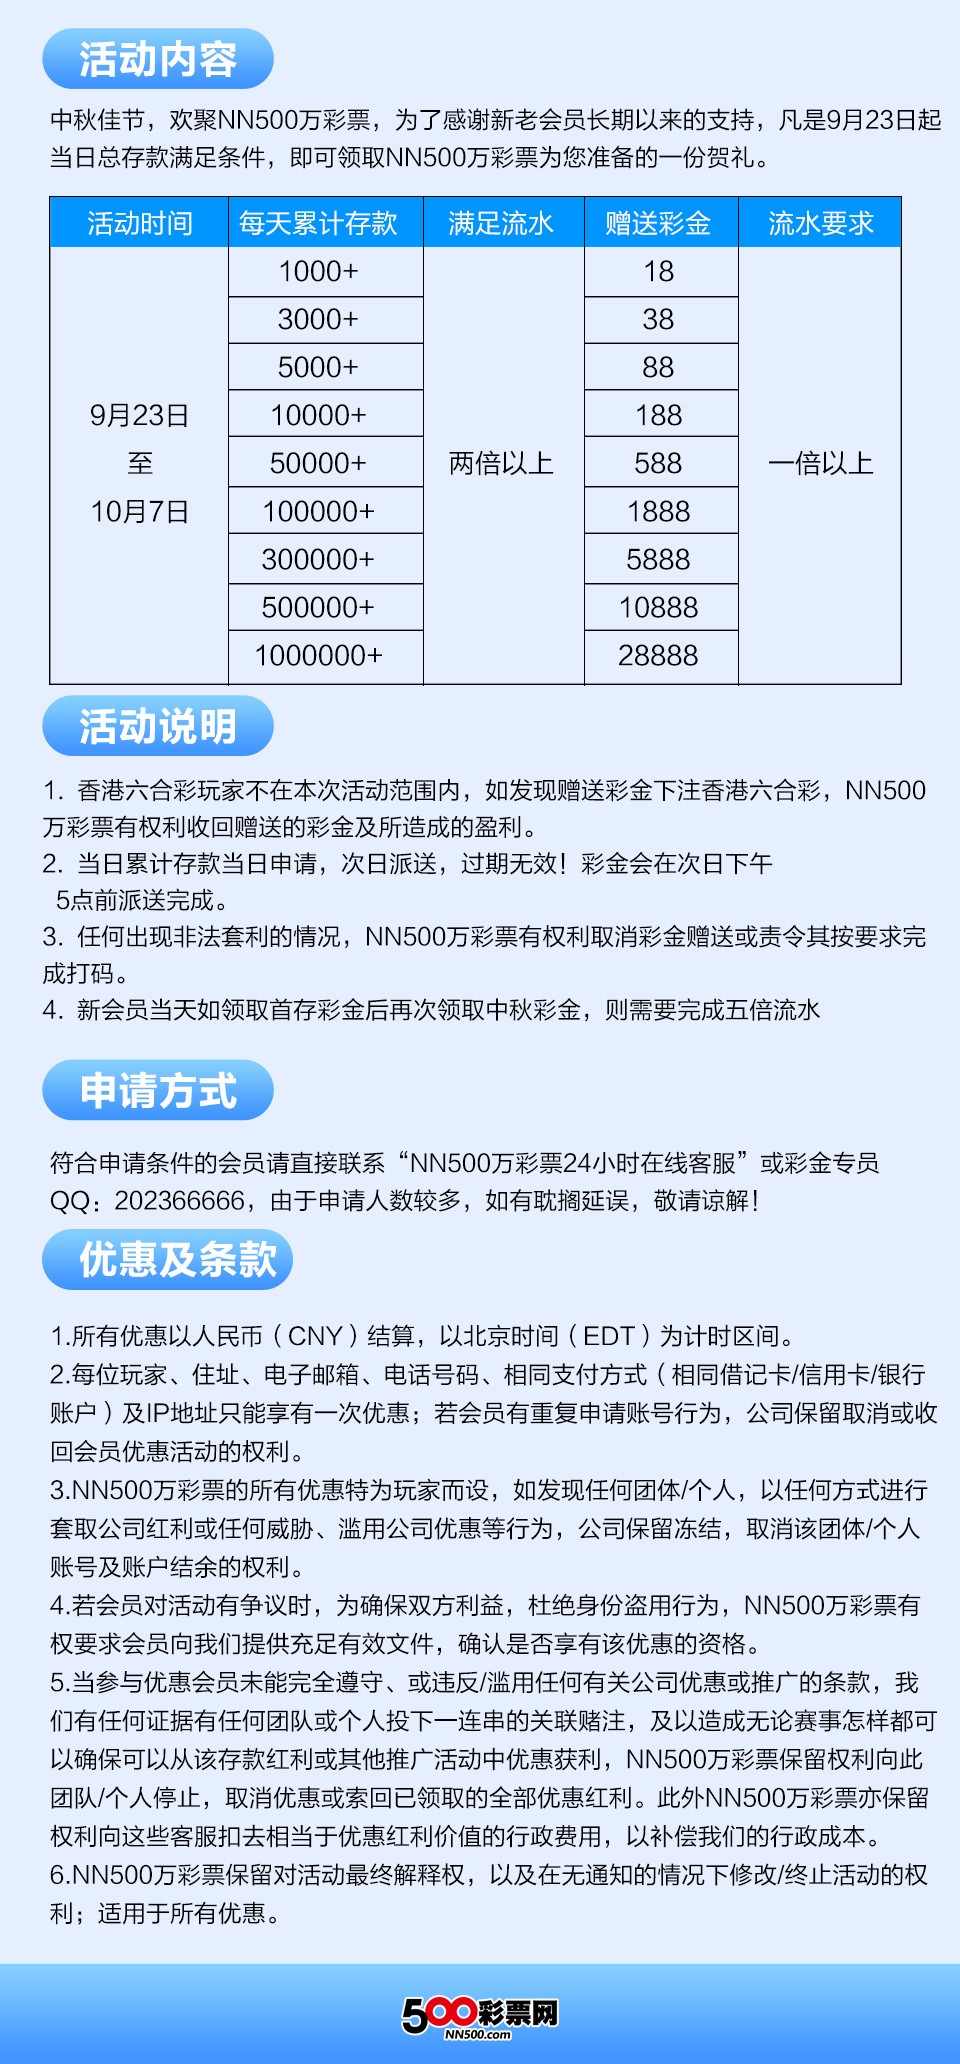 活动内容
中秋佳节，欢聚NN500万彩票，为了感谢新老会员长期以来的支持，凡是9月23日起
当日总存款满足条件，即可领取NN500万彩票为您准备的一份贺礼。
活动时间 每天累计存款 满足流水 赠送彩金 流水要求
1000+ 18
3000+ 38
5000+ 88
9月23日 10000+ 188
至 50000+ 两倍以上 588 一倍以上
10月7日 100000+ 1888
300000+ 5888
500000+ 10888
1000000+ 28888
活动说明
1. 香港六合彩玩家不在本次活动范围内，如发现赠送彩金下注香港六合彩，NN500
万彩票有权利收回赠送的彩金及所造成的盈利。
2. 当日累计存款当日申请，次日派送，过期无效！彩金会在次日下午
5点前派送完成。
3. 任何出现非法套利的情况，NN500万彩票有权利取消彩金赠送或责令其按要求完
成打码。
4. 新会员当天如领取首存彩金后再次领取中秋彩金，则需要完成五倍流水
申请方式
符合申请条件的会员请直接联系“NN500万彩票24小时在线客服”或彩金专员
QQ：202366666，由于申请人数较多，如有耽搁延误，敬请谅解！
优惠及条款
1.所有优惠以人民币（CNY）结算，以北京时间（EDT）为计时区间。
2.每位玩家、住址、电子邮箱、电话号码、相同支付方式（相同借记卡/信用卡/银行
账户）及IP地址只能享有一次优惠；若会员有重复申请账号行为，公司保留取消或收
回会员优惠活动的权利。
3.NN500万彩票的所有优惠特为玩家而设，如发现任何团体/个人，以任何方式进行
套取公司红利或任何威胁、滥用公司优惠等行为，公司保留冻结，取消该团体/个人
账号及账户结余的权利。
4.若会员对活动有争议时，为确保双方利益，杜绝身份盗用行为，NN500万彩票有
权要求会员向我们提供充足有效文件，确认是否享有该优惠的资格。
5.当参与优惠会员未能完全遵守、或违反/滥用任何有关公司优惠或推广的条款，我
们有任何证据有任何团队或个人投下一连串的关联赌注，及以造成无论赛事怎样都可
以确保可以从该存款红利或其他推广活动中优惠获利，NN500万彩票保留权利向此
团队/个人停止，取消优惠或索回已领取的全部优惠红利。此外NN500万彩票亦保留
权利向这些客服扣去相当于优惠红利价值的行政费用，以补偿我们的行政成本。
6.NN500万彩票保留对活动最终解释权，以及在无通知的情况下修改/终止活动的权
利；适用于所有优惠。
500彩票网
NN500.com